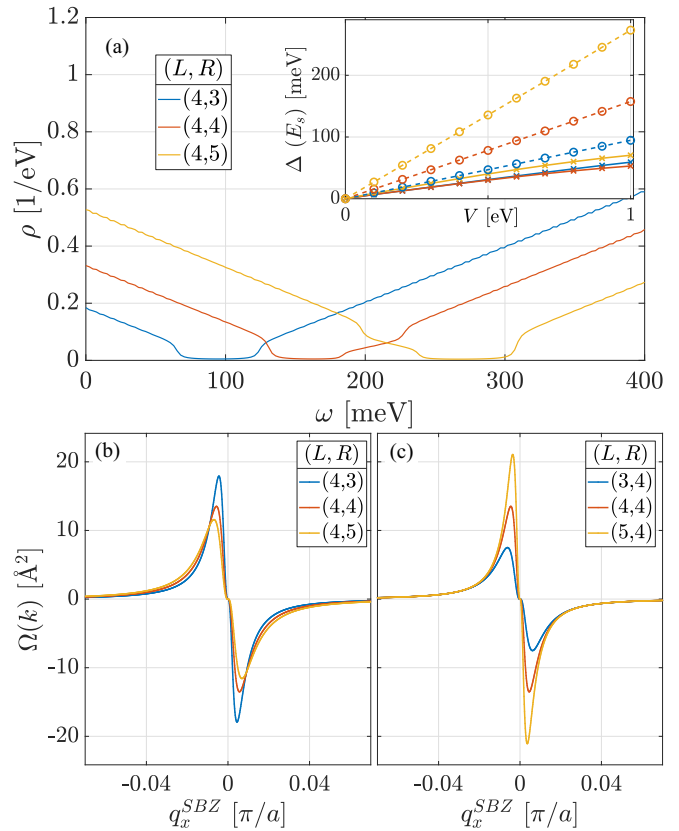 (a)
(L, R)
(4,3)
(4,4)
(4,5)
ρ [1/eV]
1.2
1
0.8
0.6
0.4
0.2
0
0
100
200
300
400
ω [meV]
Δ (E_s) [meV]
200
100
0
0
V [eV]
1
(b)
(L, R)
(4,3)
(4,4)
(4,5)
Ω(k) [Å²]
20
10
0
-10
-20
-0.04
0
0.04
q_x^{SBZ} [π/a]
(c)
(L, R)
(3,4)
(4,4)
(5,4)
-0.04
0
0.04
q_x^{SBZ} [π/a]